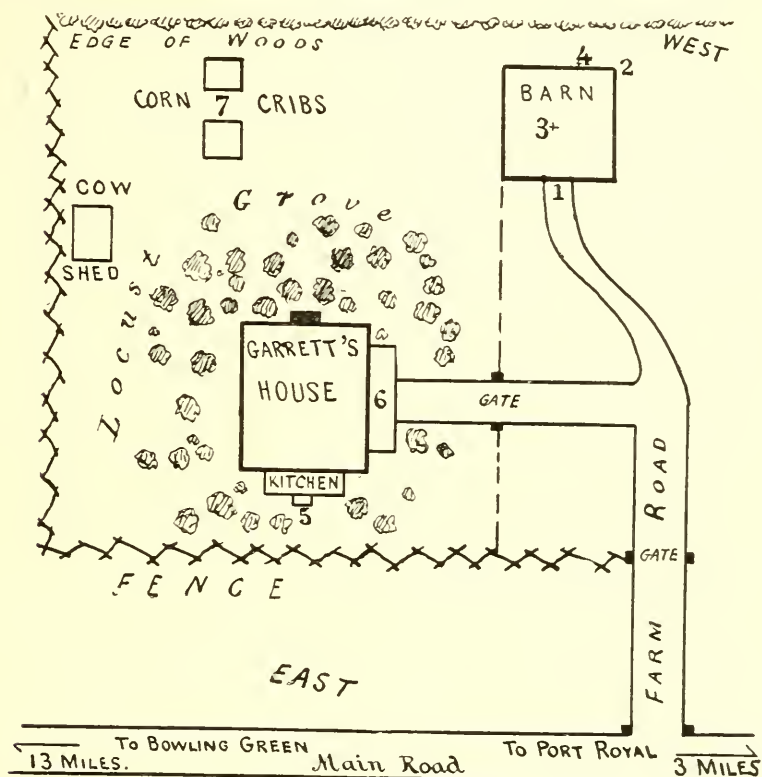 EDGE OF WOODS
WEST
4
2
BARN
3+
1
CORN 7 CRIBS
COW
SHED
Locust Grove
GARRETT'S
HOUSE
6
a
GATE
KITCHEN
5
FARM ROAD
GATE
FENCE
EAST
TO BOWLING GREEN
13 MILES.
Main Road
TO PORT ROYAL
3 MILES